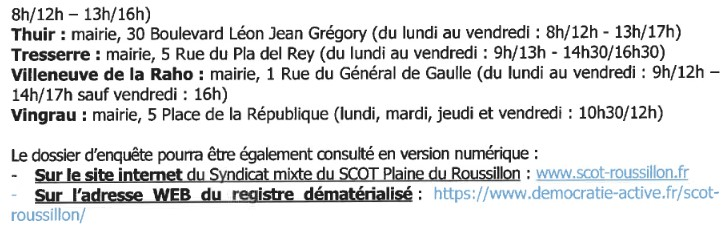 8h/12h – 13h/16h)
Thuir : mairie, 30 Boulevard Léon Jean Grégory (du lundi au vendredi : 8h/12h - 13h/17h)
Tresserre : mairie, 5 Rue du Pla del Rey (du lundi au vendredi : 9h/13h - 14h30/16h30)
Villeneuve de la Raho : mairie, 1 Rue du Général de Gaulle (du lundi au vendredi : 9h/12h –
14h/17h sauf vendredi : 16h)
Vingrau : mairie, 5 Place de la République (lundi, mardi, jeudi et vendredi : 10h30/12h)
Le dossier d'enquête pourra être également consulté en version numérique :
- Sur le site internet du Syndicat mixte du SCOT Plaine du Roussillon : www.scot-roussillon.fr
- Sur l'adresse WEB du registre dématérialisé : https://www.democratie-active.fr/scot-
roussillon/